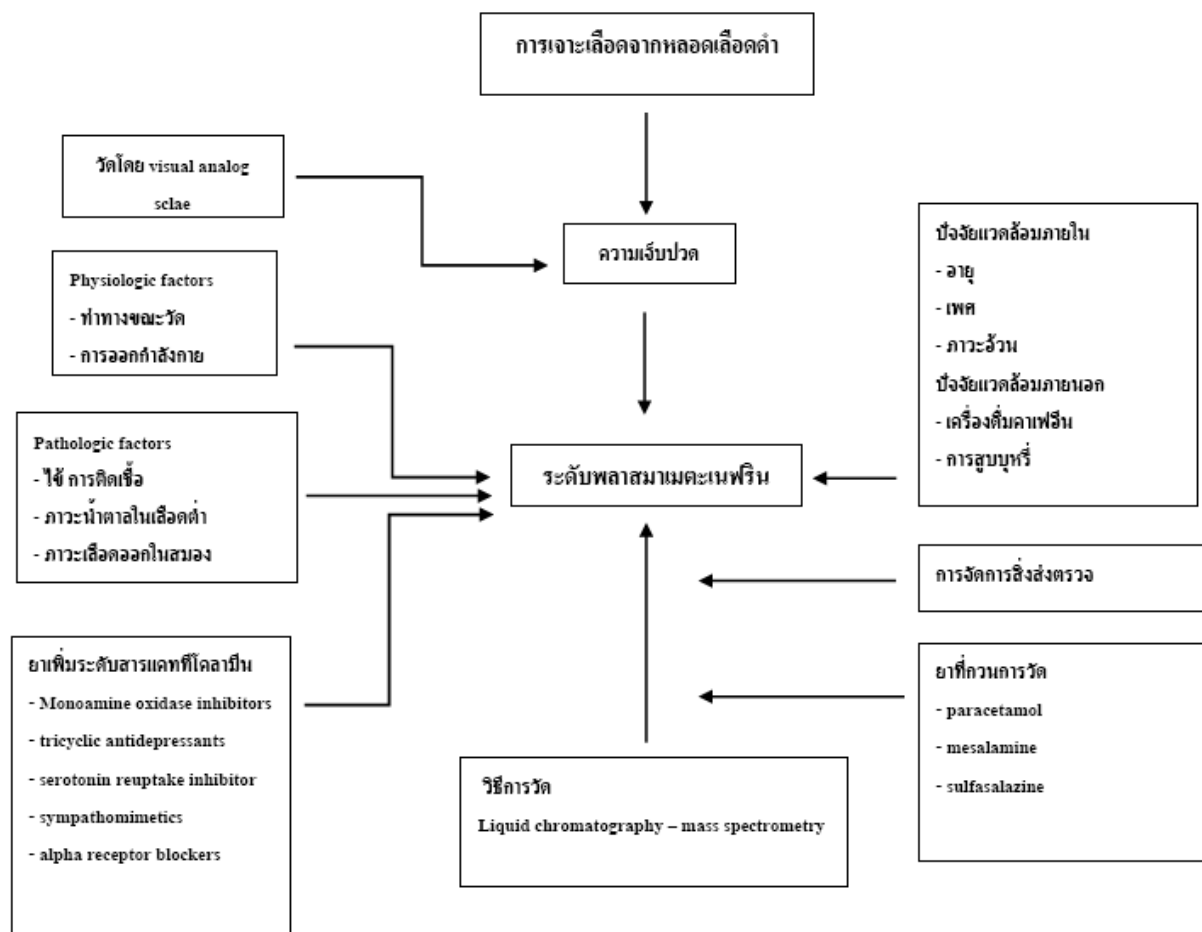 การเจาะเลือดจากหลอดเลือดดำ
วัดโดย visual analog
sclae
ความเจ็บปวด
Physiologic factors
- ท่าทางขณะวัด
- การออกกำลังกาย
ปัจจัยแวดล้อมภายใน
- อายุ
- เพศ
- ภาวะอ้วน
ปัจจัยแวดล้อมภายนอก
- เครื่องดื่มคาเฟอีน
- การสูบบุหรี่
Pathologic factors
- ไข้ การติดเชื้อ
- ภาวะน้ำตาลในเลือดต่ำ
- ภาวะเลือดออกในสมอง
ระดับพลาสมาเมตะเนฟริน
การจัดการสิ่งส่งตรวจ
ยาเพิ่มระดับสารแคทที่โคลามีน
- Monoamine oxidase inhibitors
- tricyclic antidepressants
- serotonin reuptake inhibitor
- sympathomimetics
- alpha receptor blockers
วิธีการวัด
Liquid chromatography – mass spectrometry
ยาที่กวนการวัด
- paracetamol
- mesalamine
- sulfasalazine